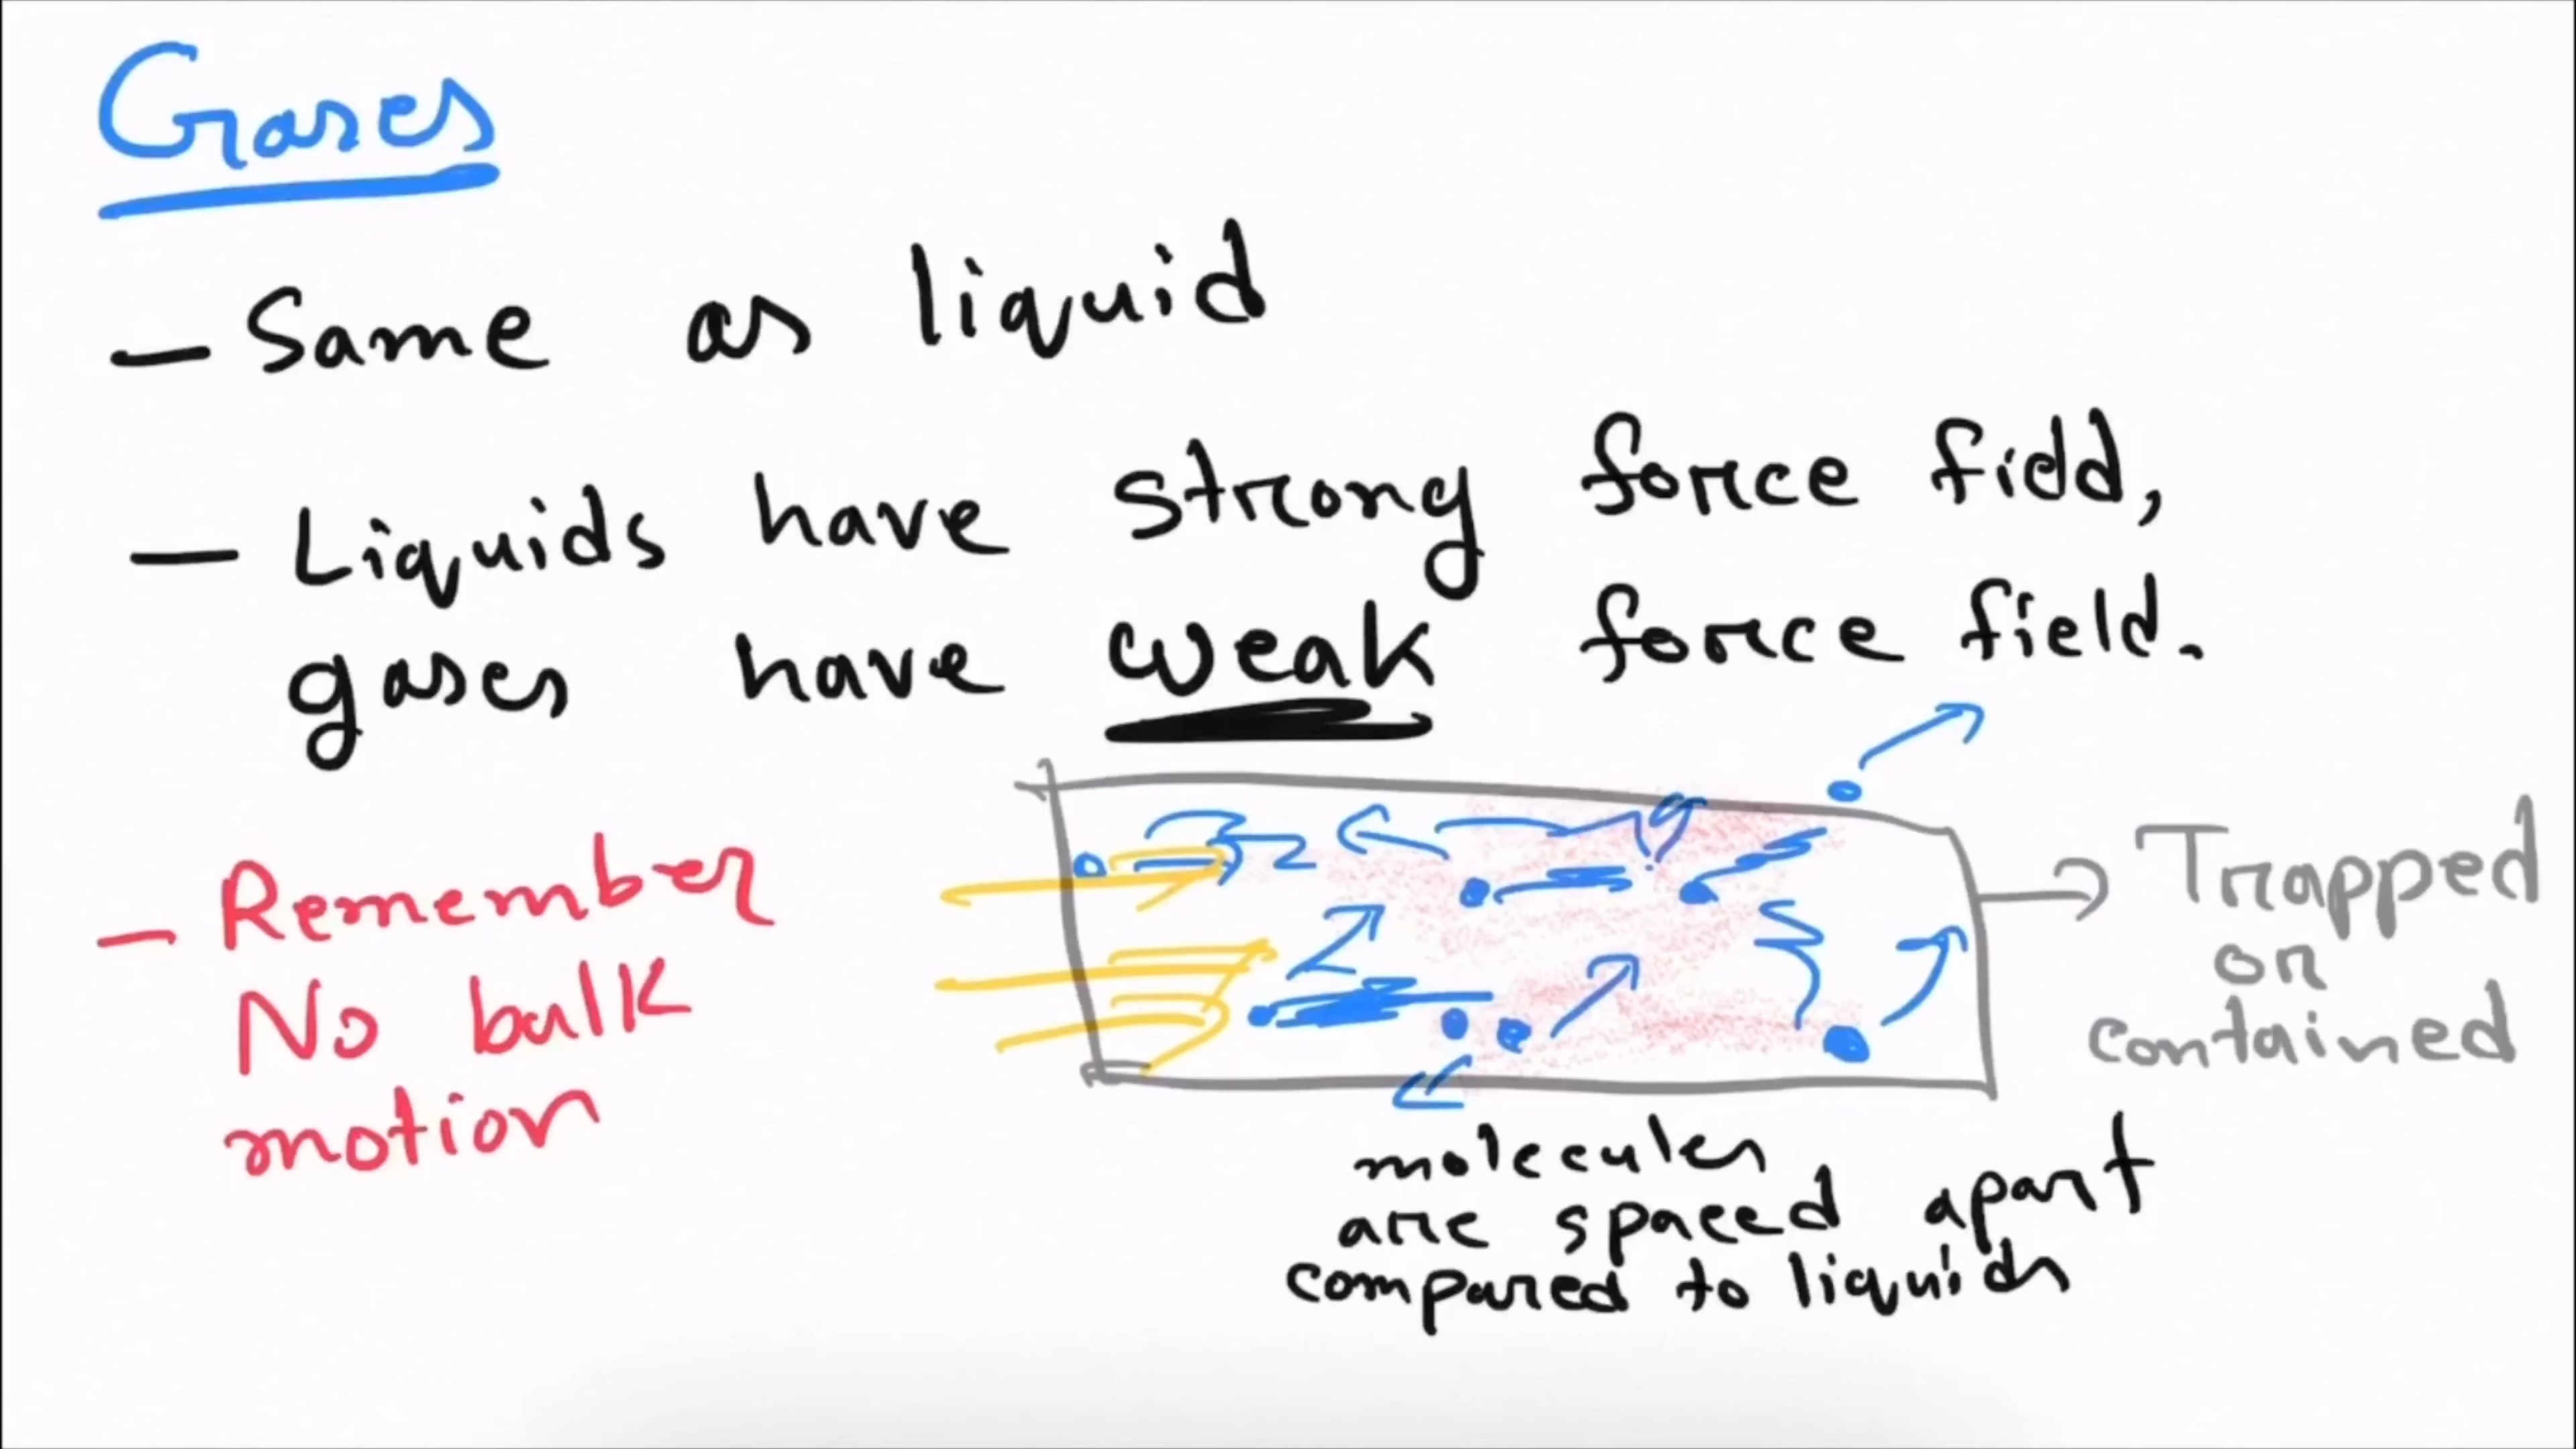 Gases
- Same as liquid
- Liquids have strong force field,
gases have weak force field.
- Remember
No bulk
motion
Trapped
or
contained
molecules
are spaced apart
compared to liquids